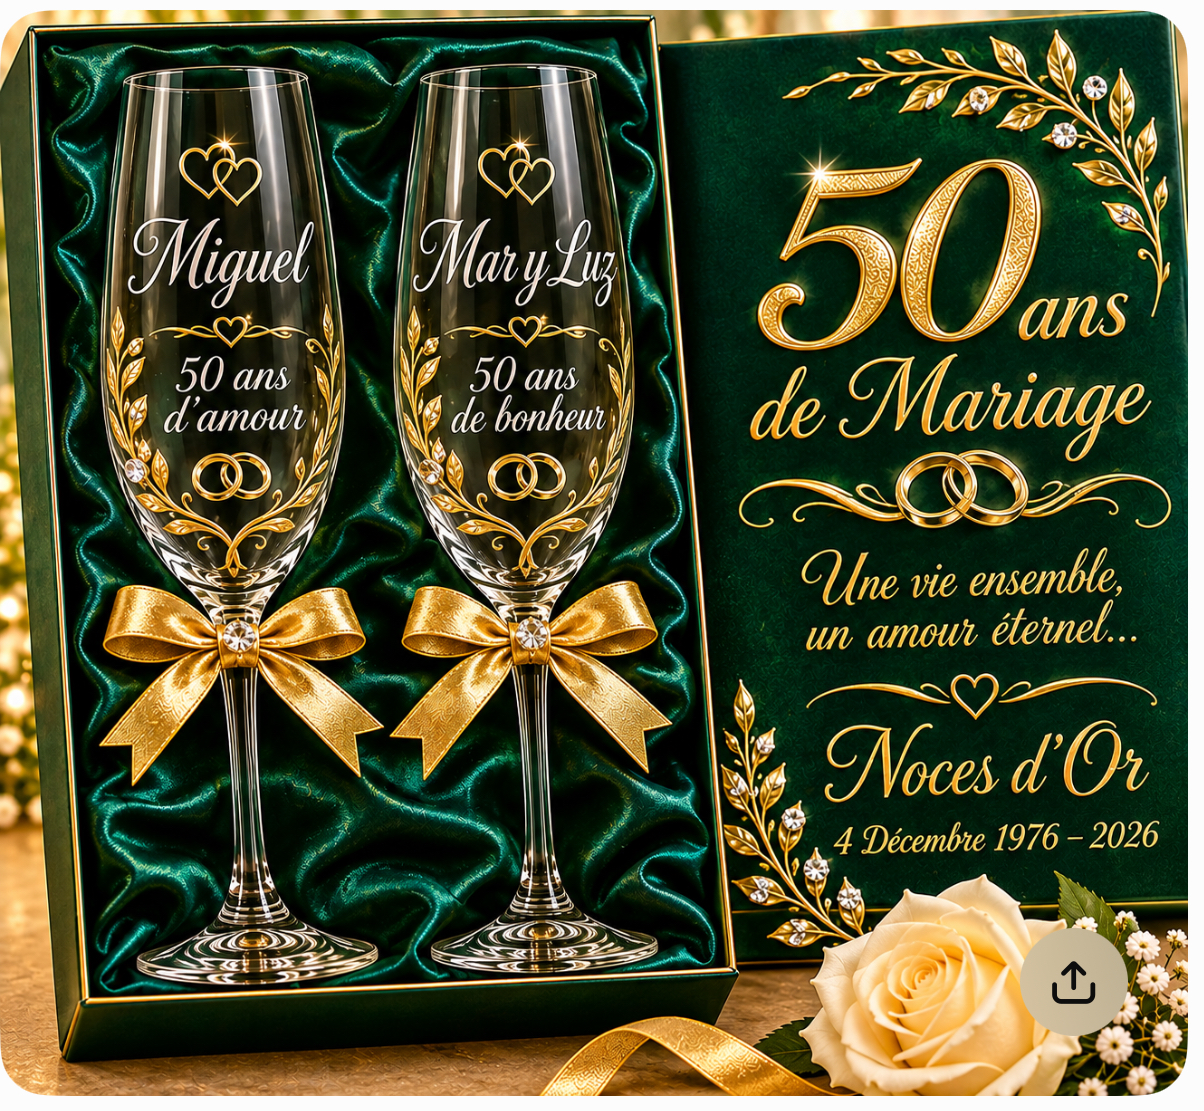 Miguel
50 ans
d'amour
Mar y Luz
50 ans
de bonheur
50 ans
de Mariage
Une vie ensemble,
un amour éternel...
Noces d'Or
4 Décembre 1976 – 2026